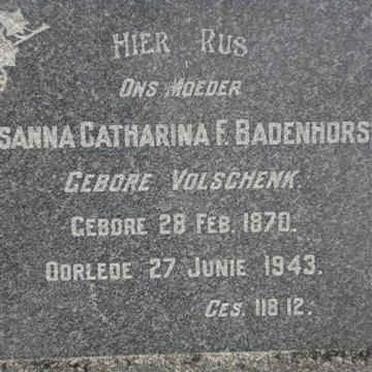 HIER RUS
ONS MOEDER
SANNA CATHARINA F. BADENHORS
GEBORE VOLSCHENK.
GEBORE 28 FEB. 1870.
OORLEDE 27 JUNIE 1943.
GES. 118 12.